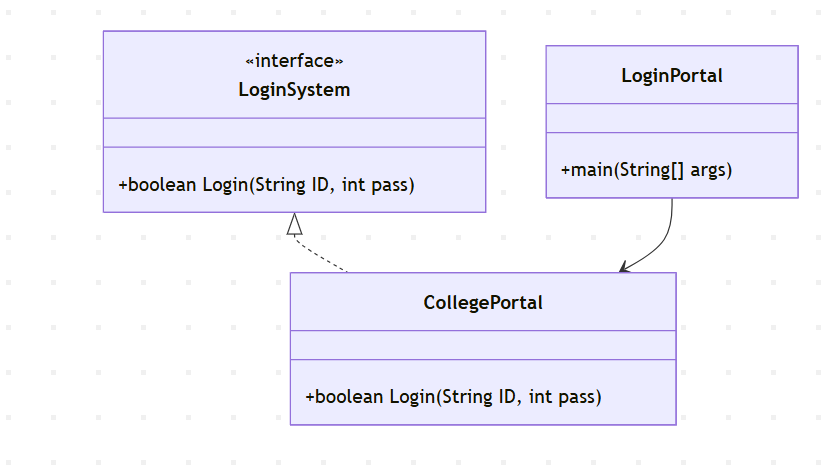 «interface»
LoginSystem
+boolean Login(String ID, int pass)
LoginPortal
+main(String[] args)
CollegePortal
+boolean Login(String ID, int pass)